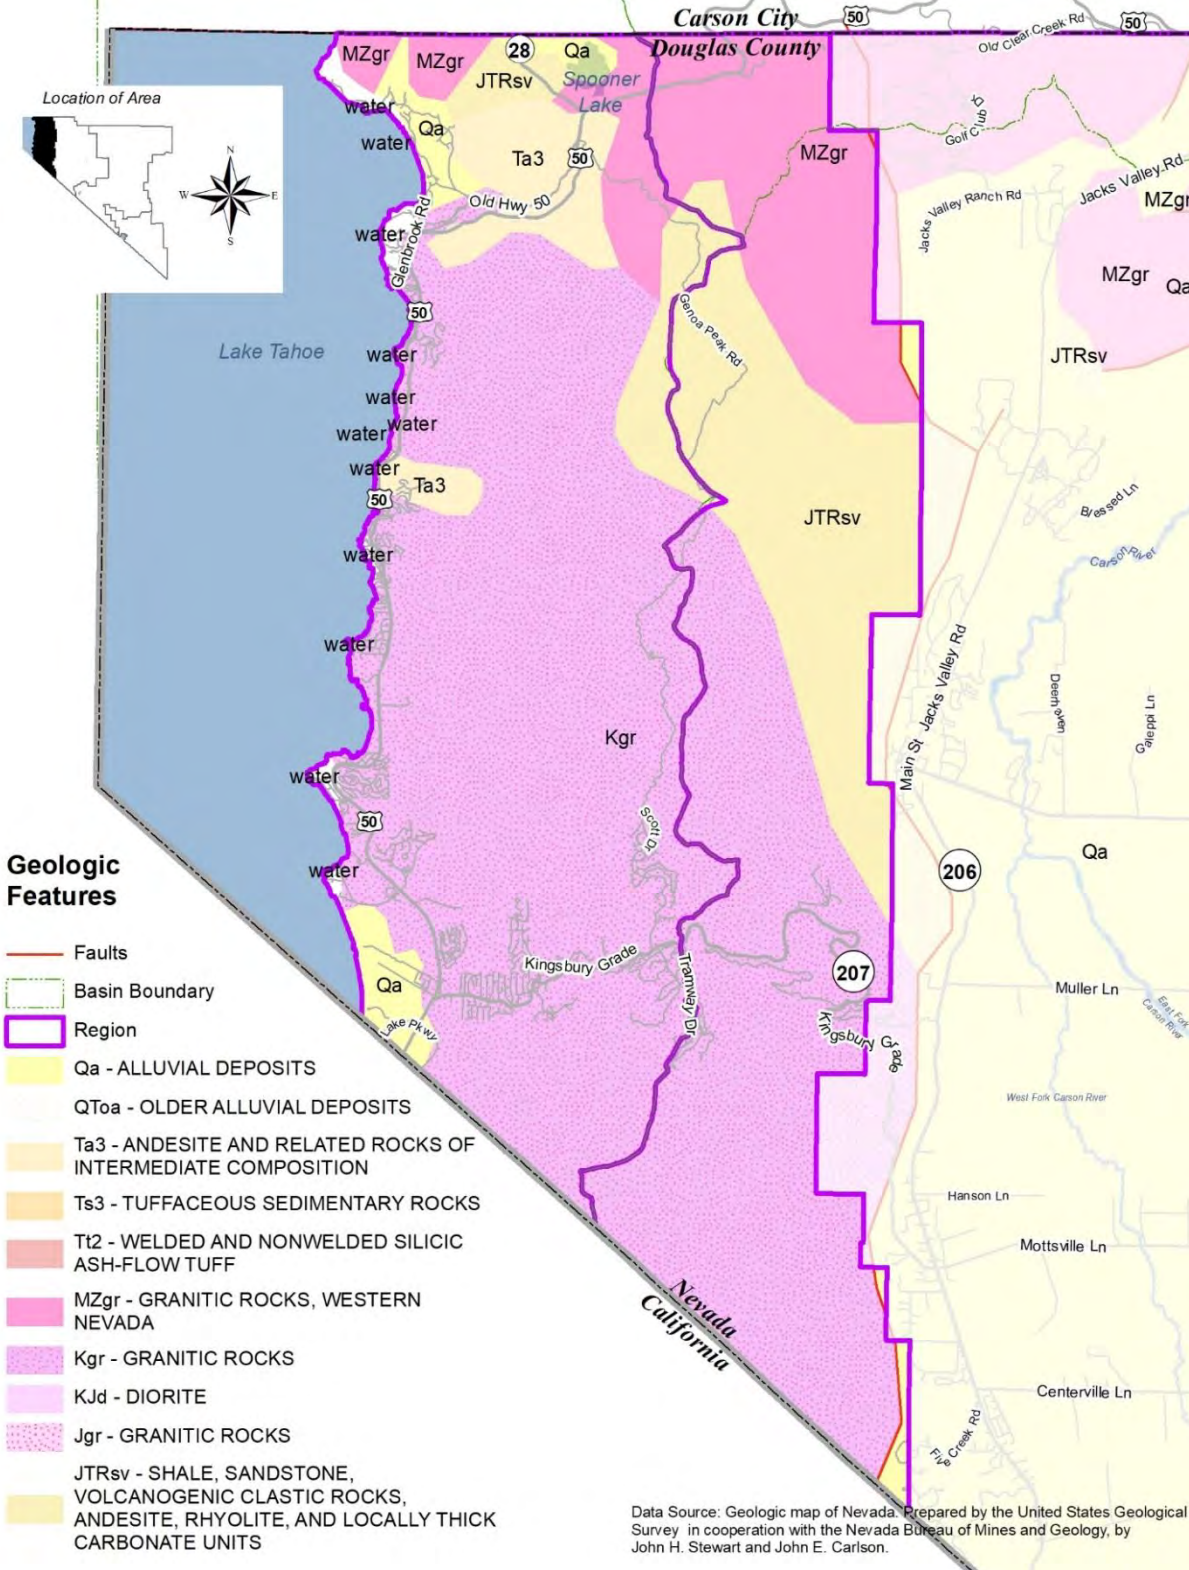 Carson City
Douglas County
50
50
Old Clear Creek Rd
28
Qa
MZgr
MZgr
JTRsv
Spooner
Lake
Location of Area
N
W
E
S
water
water
Qa
Ta3
50
MZgr
Golf Club Dr
Jacks Valley Rd
Jacks Valley Ranch Rd
MZgr
Old Hwy 50
Glenbrook Rd
water
MZgr
Qa
50
Genoa Peak Rd
Lake Tahoe
water
JTRsv
water
water
water
water
Ta3
50
Blessed Ln
JTRsv
Carson River
water
water
Main St
Jacks Valley Rd
Deerhaven
Galeppi Ln
Kgr
water
50
Scott Dr
Qa
206
water
Kingsbury Grade
207
Qa
Tramway Dr
Muller Ln
East Fork
Carson River
Lake Pkwy
Kingsbury Grade
West Fork Carson River
Hanson Ln
Mottsville Ln
Nevada
California
Centerville Ln
Five Creek Rd
Geologic
Features
Faults
Basin Boundary
Region
Qa - ALLUVIAL DEPOSITS
QToa - OLDER ALLUVIAL DEPOSITS
Ta3 - ANDESITE AND RELATED ROCKS OF
INTERMEDIATE COMPOSITION
Ts3 - TUFFACEOUS SEDIMENTARY ROCKS
Tt2 - WELDED AND NONWELDED SILICIC
ASH-FLOW TUFF
MZgr - GRANITIC ROCKS, WESTERN
NEVADA
Kgr - GRANITIC ROCKS
KJd - DIORITE
Jgr - GRANITIC ROCKS
JTRsv - SHALE, SANDSTONE,
VOLCANOGENIC CLASTIC ROCKS,
ANDESITE, RHYOLITE, AND LOCALLY THICK
CARBONATE UNITS
Data Source: Geologic map of Nevada. Prepared by the United States Geological
Survey in cooperation with the Nevada Bureau of Mines and Geology, by
John H. Stewart and John E. Carlson.